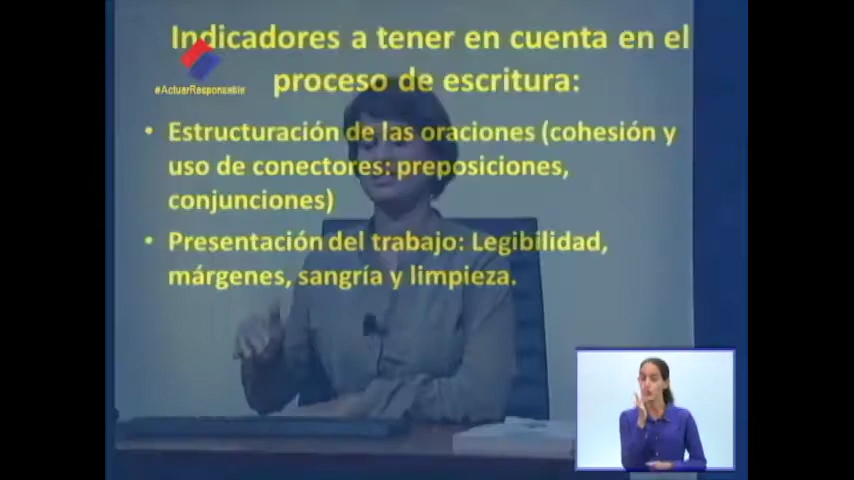 Indicadores a tener en cuenta en el
#ActuarResponsable
proceso de escritura:
• Estructuración de las oraciones (cohesión y
uso de conectores: preposiciones,
conjunciones)
• Presentación del trabajo: Legibilidad,
márgenes, sangría y limpieza.